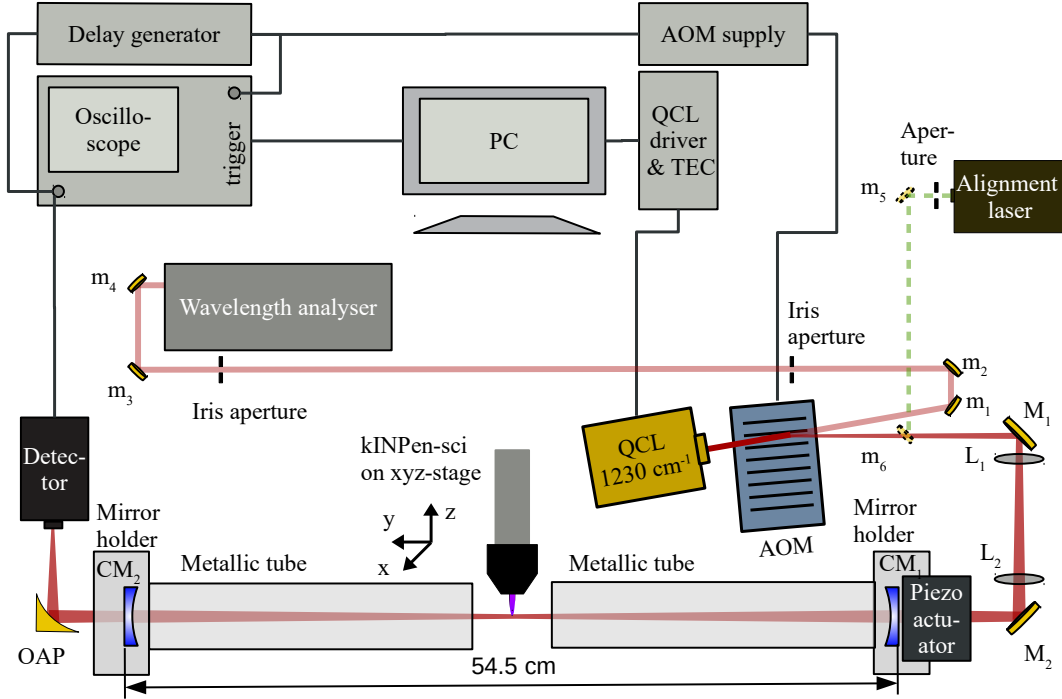 Delay generator
AOM supply
Oscillo-
scope
trigger
PC
QCL
driver
& TEC
Aper-
ture
m5
Alignment
laser
m4
Wavelength analyser
Iris
aperture
m3
Iris aperture
m2
m1
M1
kINPen-sci
on xyz-stage
QCL
1230 cm-1
m6
L1
Detec-
tor
z
y
x
AOM
Mirror
holder
Mirror
holder
CM2
Metallic tube
Metallic tube
CM1
L2
Piezo
actu-
ator
OAP
M2
54.5 cm